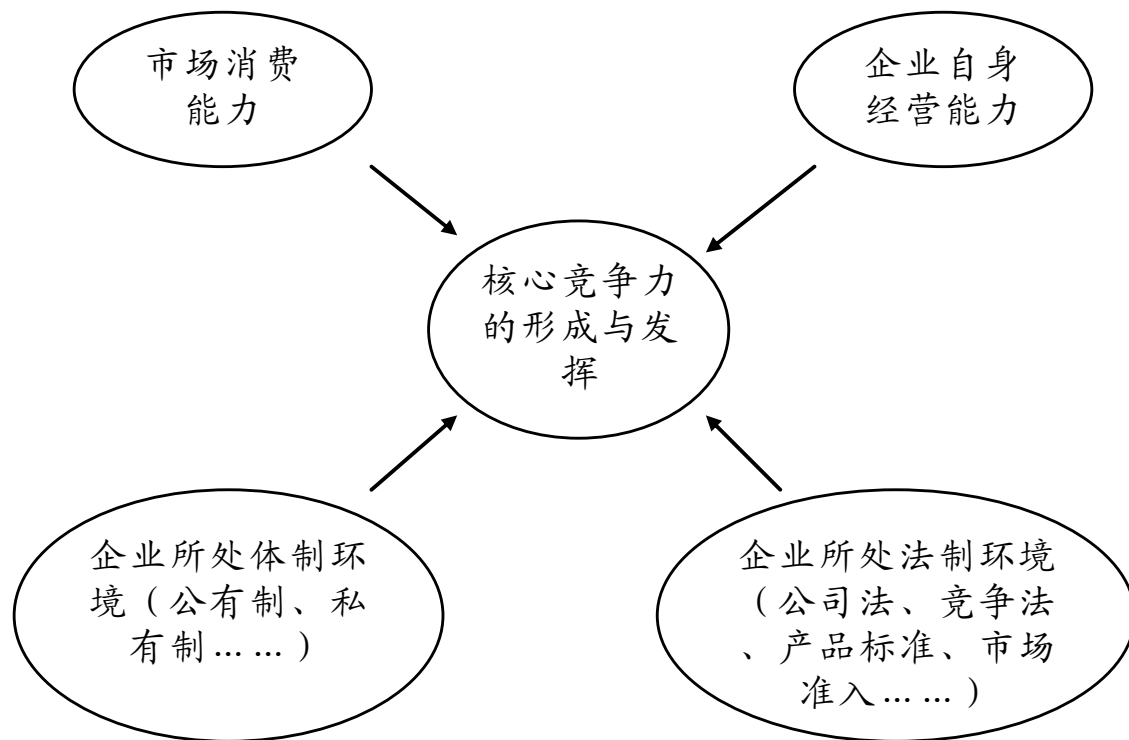 市场消费
能力
企业自身
经营能力
核心竞争力
的形成与发
挥
企业所处体制环
境（公有制、私
有制……）
企业所处法制环境
（公司法、竞争法
、产品标准、市场
准入……）